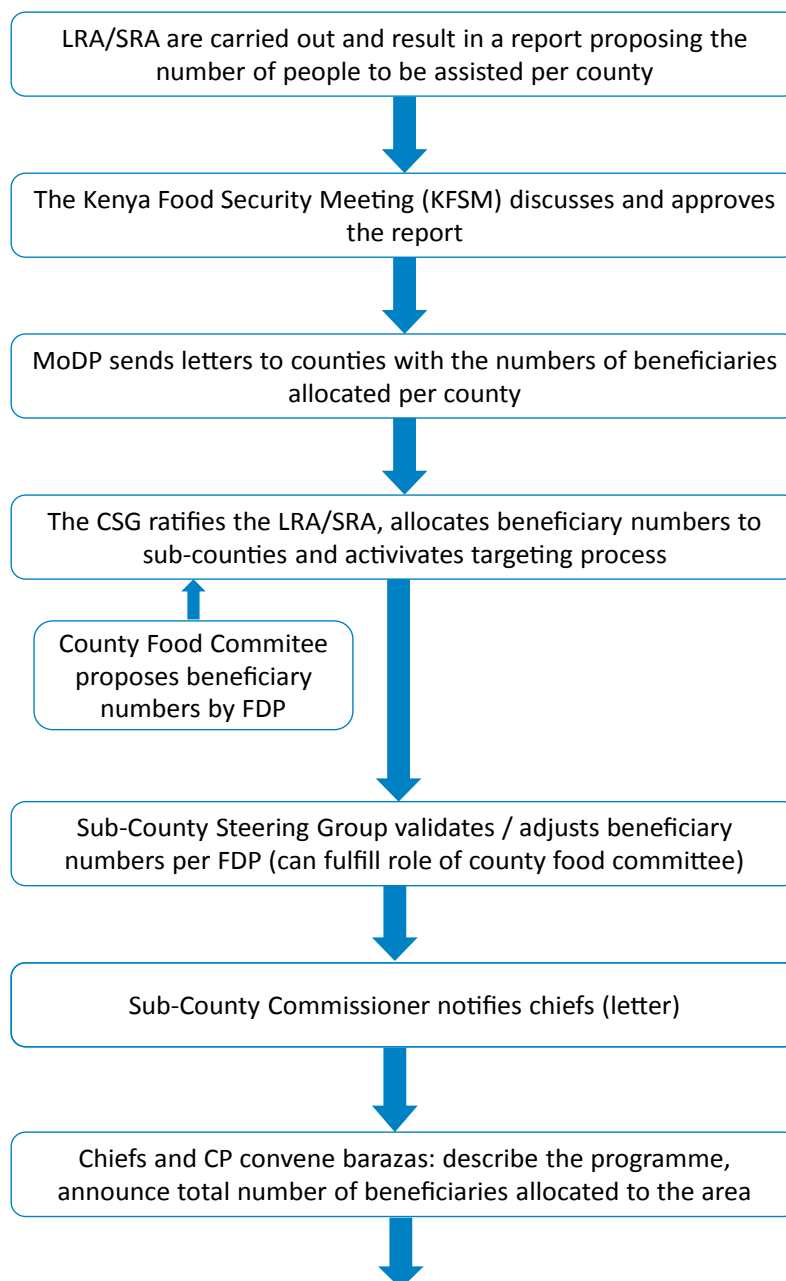 LRA/SRA are carried out and result in a report proposing the
number of people to be assisted per county
The Kenya Food Security Meeting (KFSM) discusses and approves
the report
MoDP sends letters to counties with the numbers of beneficiaries
allocated per county
The CSG ratifies the LRA/SRA, allocates beneficiary numbers to
sub-counties and activivates targeting process
County Food Commitee
proposes beneficiary
numbers by FDP
Sub-County Steering Group validates / adjusts beneficiary
numbers per FDP (can fulfill role of county food committee)
Sub-County Commissioner notifies chiefs (letter)
Chiefs and CP convene barazas: describe the programme,
announce total number of beneficiaries allocated to the area